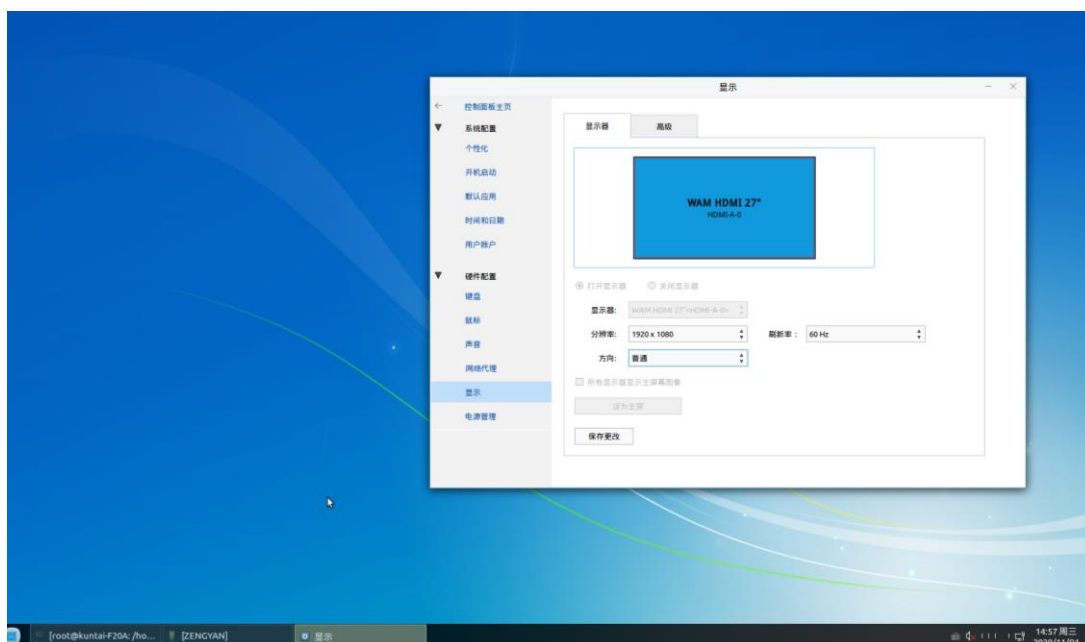 显示
控制面板主页
系统配置
个性化
开机启动
默认应用
时间和日期
用户账户
硬件配置
键盘
鼠标
声音
网络代理
显示
电源管理
显示器
高级
WAM HDMI 27"
HDMI-A-0
打开显示器
关闭显示器
显示器:
WAM HDMI 27"<HDMI-A-0>
分辨率:
1920 x 1080
刷新率：
60 Hz
方向:
普通
所有显示器显示主屏幕图像
设为主屏
保存更改
[root@kuntai-F20A: /ho...
[ZENGYAN]
显示
14:57 周三